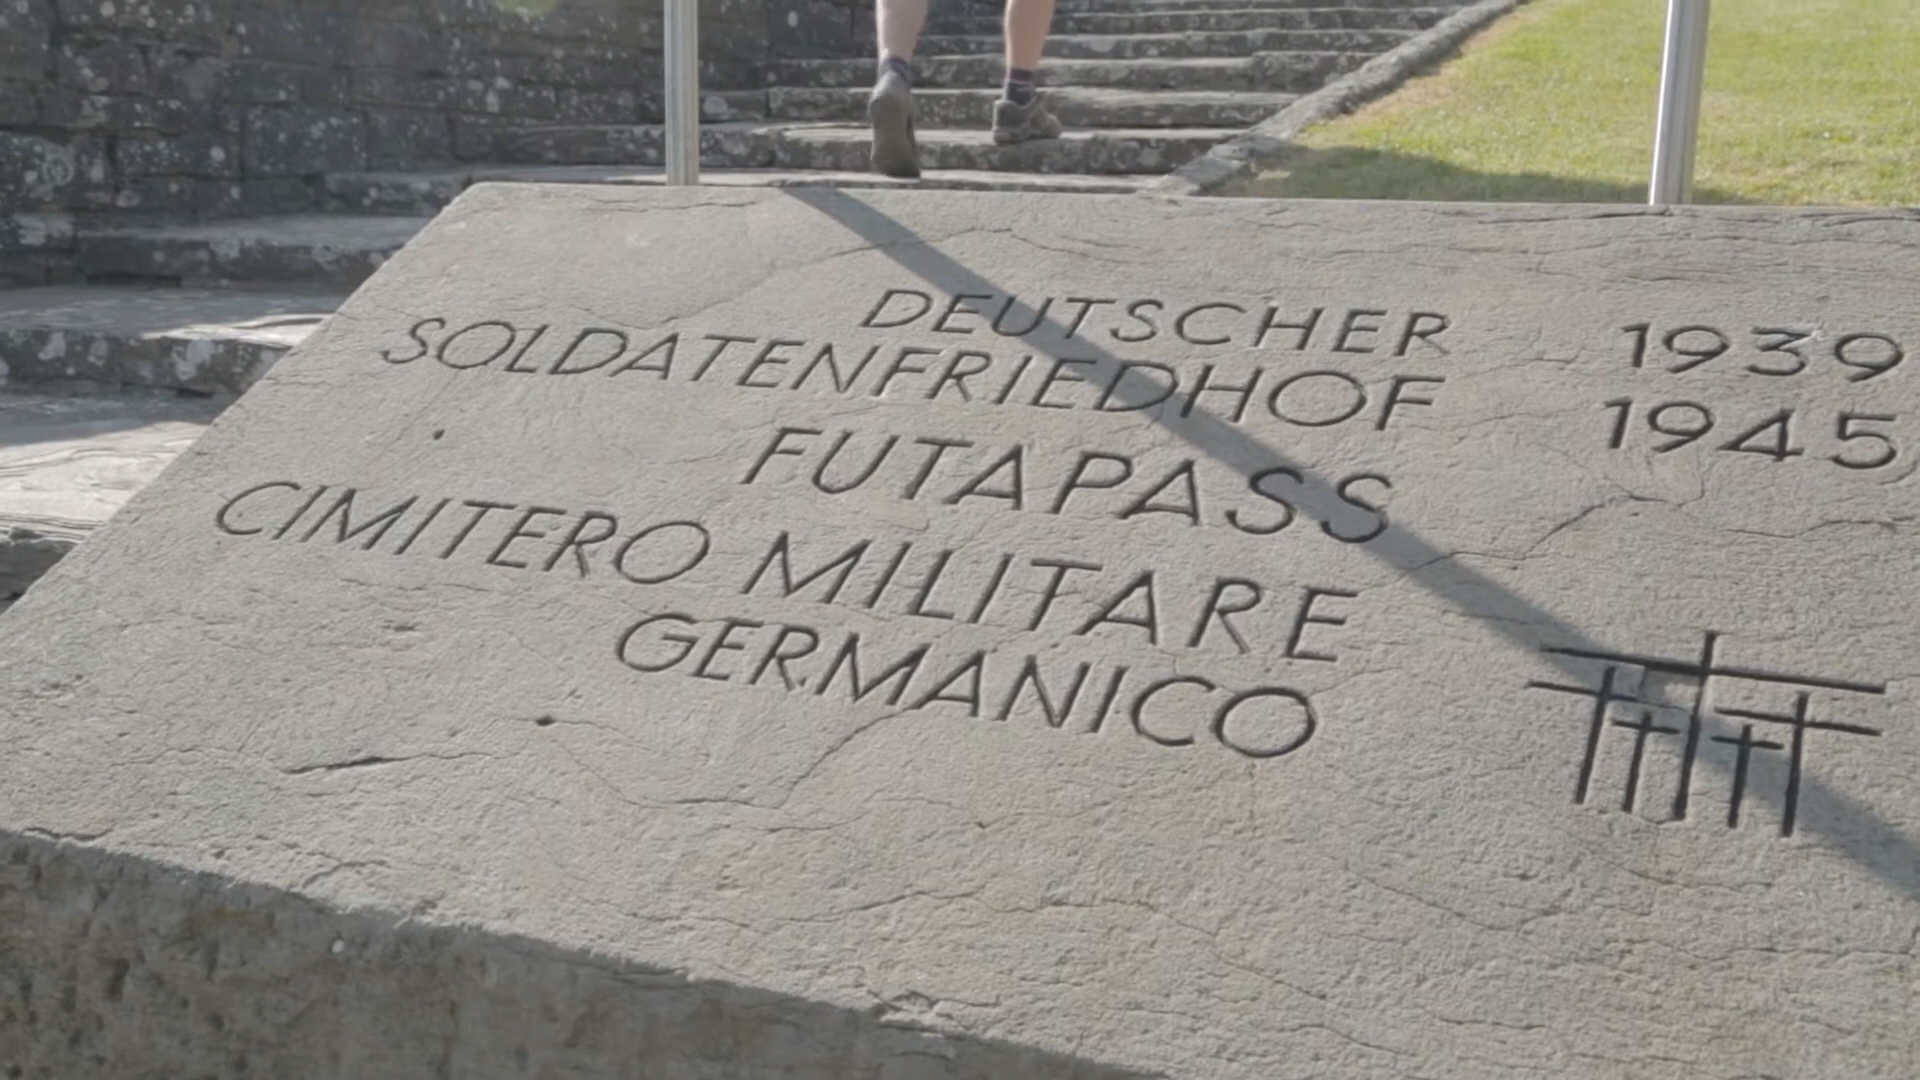 DEUTSCHER
SOLDATENFRIEDHOF
FUTAPASS
CIMITERO MILITARE
GERMANICO
1939
1945